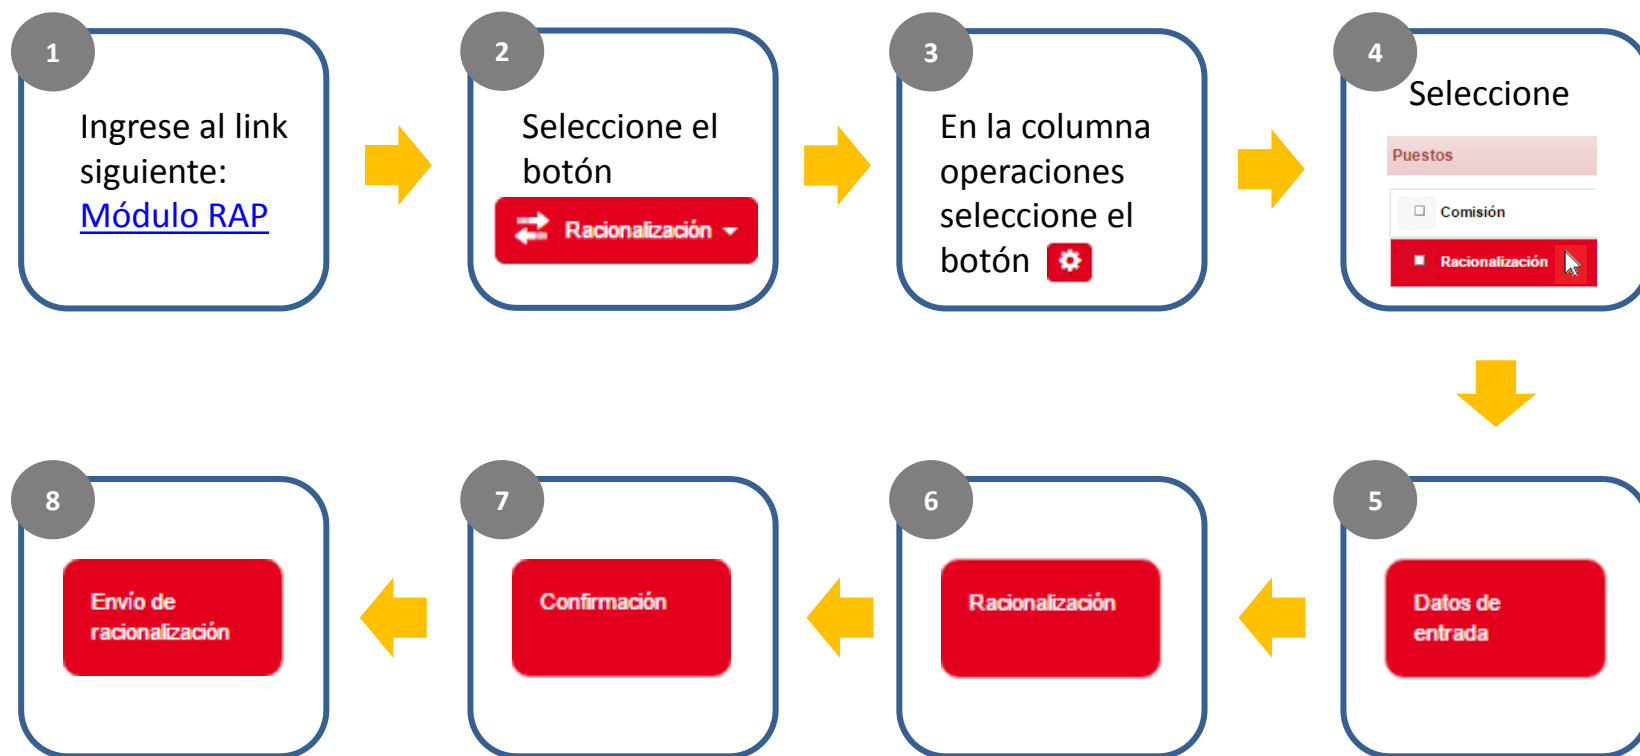 1
Ingrese al link
siguiente:
Módulo RAP
2
Seleccione el
botón
Racionalización
3
En la columna
operaciones
seleccione el
botón
4
Seleccione
Puestos
Comisión
Racionalización
5
Datos de
entrada
6
Racionalización
7
Confirmación
8
Envío de
racionalización